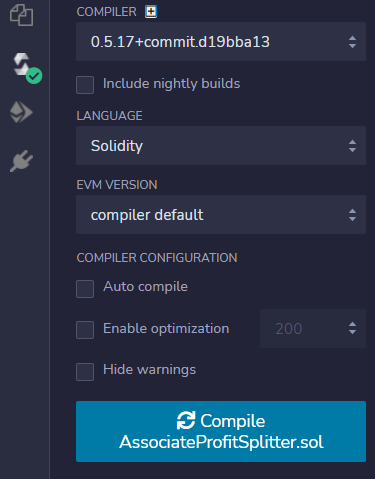 COMPILER
0.5.17+commit.d19bba13
Include nightly builds
LANGUAGE
Solidity
EVM VERSION
compiler default
COMPILER CONFIGURATION
Auto compile
Enable optimization 200
Hide warnings
Compile
AssociateProfitSplitter.sol